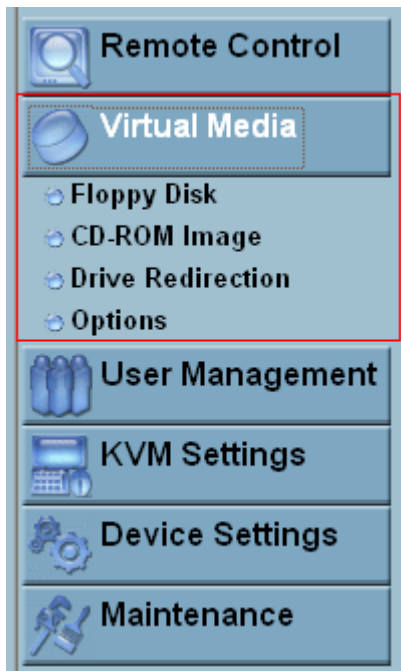 Remote Control
Virtual Media
Floppy Disk
CD-ROM Image
Drive Redirection
Options
User Management
KVM Settings
Device Settings
Maintenance